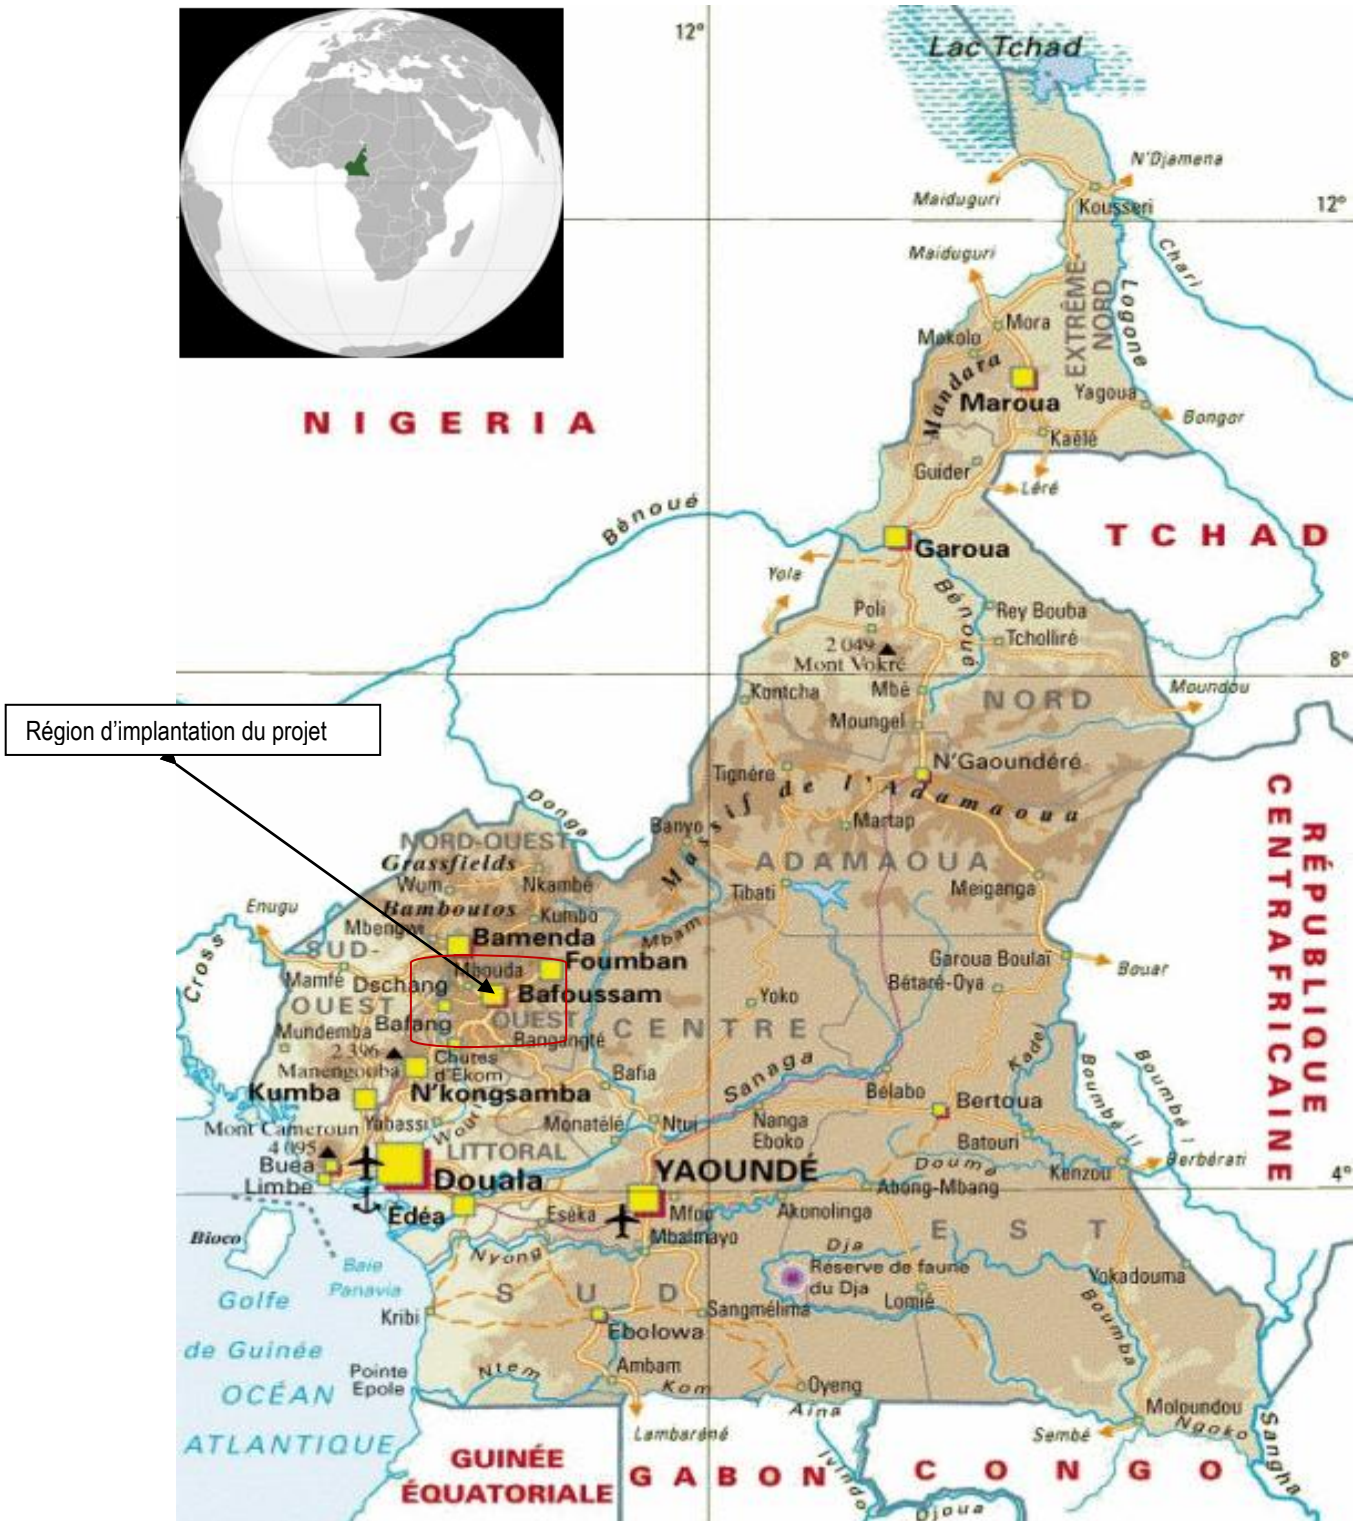 12°
Lac Tchad
N'Djamena
Maiduguri
Kousseri
12°
Maiduguri
Chari
EXTRÊME-
NORD
Logone
Mora
Mokolo
Mandara
Maroua
Yagoua
Bongor
NIGERIA
Kaélé
Guider
Léré
Bénoué
TCHAD
Garoua
Yola
Bénoué
Poli
Rey Bouba
Tcholliré
2 049
Mont Vokré
8°
Kontcha
Mbé
NORD
Moundou
Moungel
Région d'implantation du projet
N'Gaoundéré
Tignére
Massif de l'Adamaoua
RÉPUBLIQUE
CENTRAFRICAINE
Donga
Banyo
Martap
NORD-OUEST
Grassfields
ADAMAOUA
Wum
Nkambé
Tibati
Meiganga
Enugu
Bamboutos
Kumbo
Mbengwi
Mbam
Cross
SUD-
OUEST
Bamenda
Foumban
Garoua Boulai
Bouar
Mamfé
Dschang
Mbouda
Bétaré-Oya
Bafoussam
Yoko
Bafang
OUEST
CENTRE
Mundemba
Bangangté
Kadei
Boumbé II
Boumbé I
2 396
Manengouba
Chutes
d'Ekom
Bafia
Sanaga
Bélabo
Kumba
N'kongsamba
Bertoua
Mont Cameroun
4 095
Yabassi
Wouri
Monatélé
Ntui
Nanga
Eboko
Batouri
LITTORAL
Buea
Limbe
Douala
YAOUNDÉ
Douma
Kenzou
Berbérati
4°
Abong-Mbang
Edéa
Eséka
Mfou
Akonolinga
Mbalmayo
EST
Bioco
Nyong
Dja
Baie
Panavia
Réserve de faune
du Dja
Yokadouma
Golfe
de Guinée
SUD
Kribi
Sangmélima
Lomié
Boumba
Ebolowa
Pointe
Epole
Ntem
Ambam
Kom
Oyeng
OCÉAN
ATLANTIQUE
Aina
Moloundou
Ngoko
Sangha
Lambaréné
Sembé
GUINÉE
ÉQUATORIALE
GABON
Ivindo
CONGO
Djoua